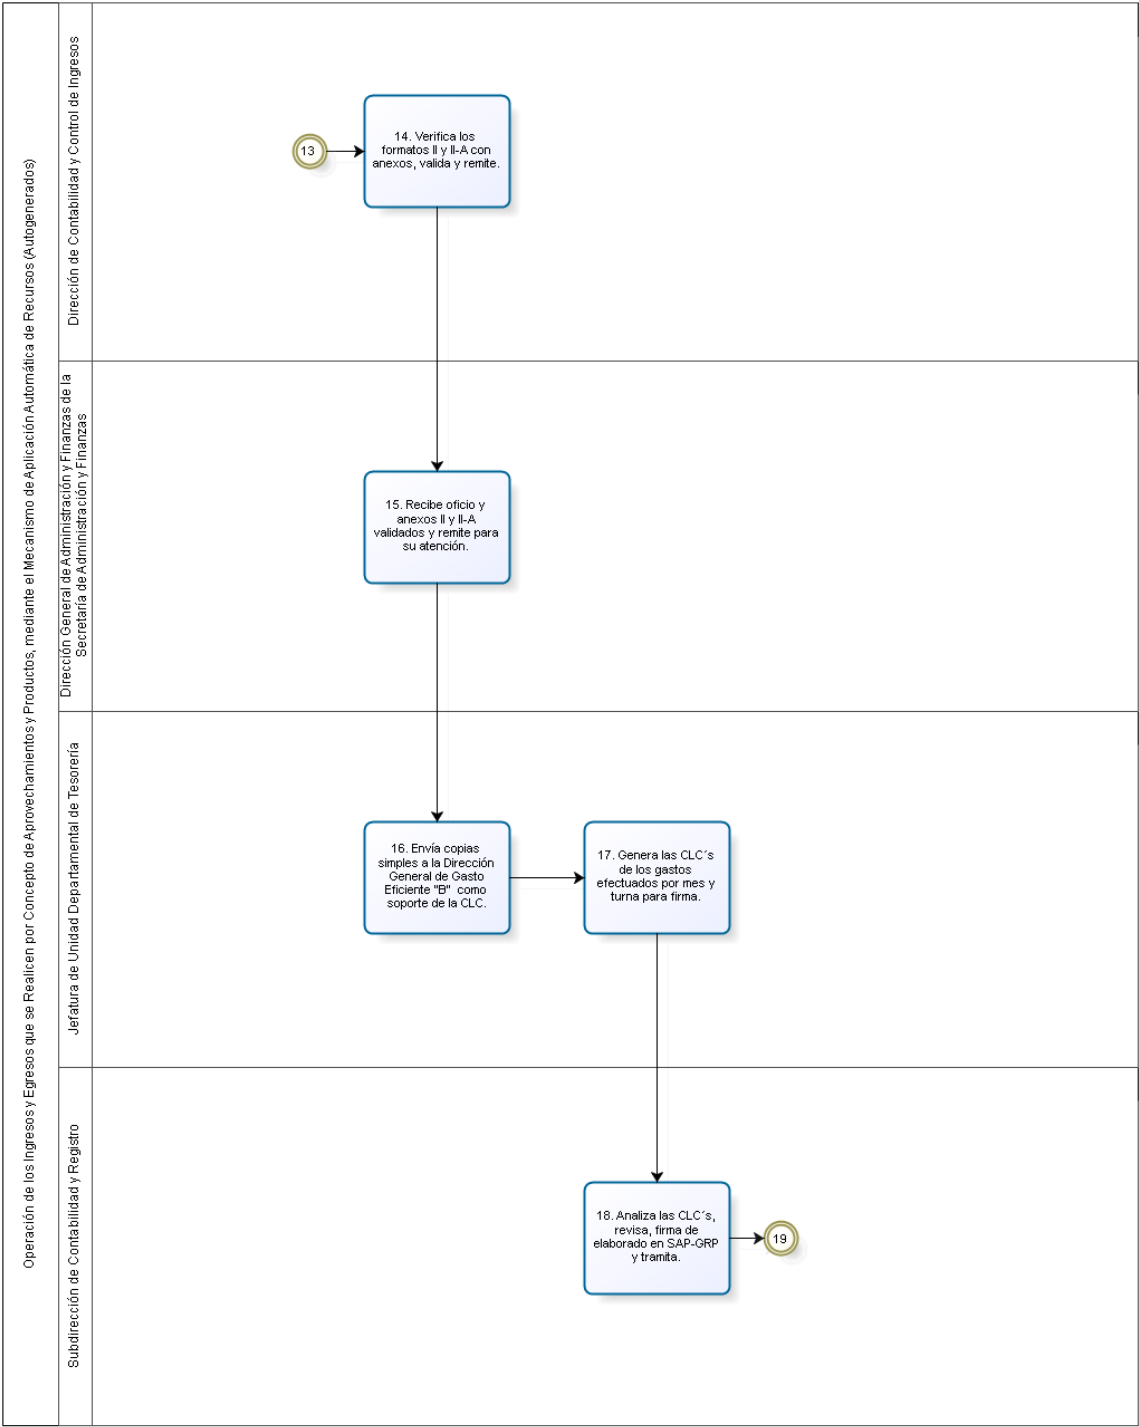 Operación de los Ingresos y Egresos que se Realicen por Concepto de Aprovechamientos y Productos, mediante el Mecanismo de Aplicación Automática de Recursos (Autogenerados)
Dirección de Contabilidad y Control de Ingresos
13
14. Verifica los
formatos II y II-A con
anexos, valida y remite.
Dirección General de Administración y Finanzas de la
Secretaría de Administración y Finanzas
15. Recibe oficio y
anexos II y II-A
validados y remite para
su atención.
Jefatura de Unidad Departamental de Tesorería
16. Envía copias
simples a la Dirección
General de Gasto
Eficiente "B" como
soporte de la CLC.
17. Genera las CLC´s
de los gastos
efectuados por mes y
turna para firma.
Subdirección de Contabilidad y Registro
18. Analiza las CLC´s,
revisa, firma de
elaborado en SAP-GRP
y tramita.
19